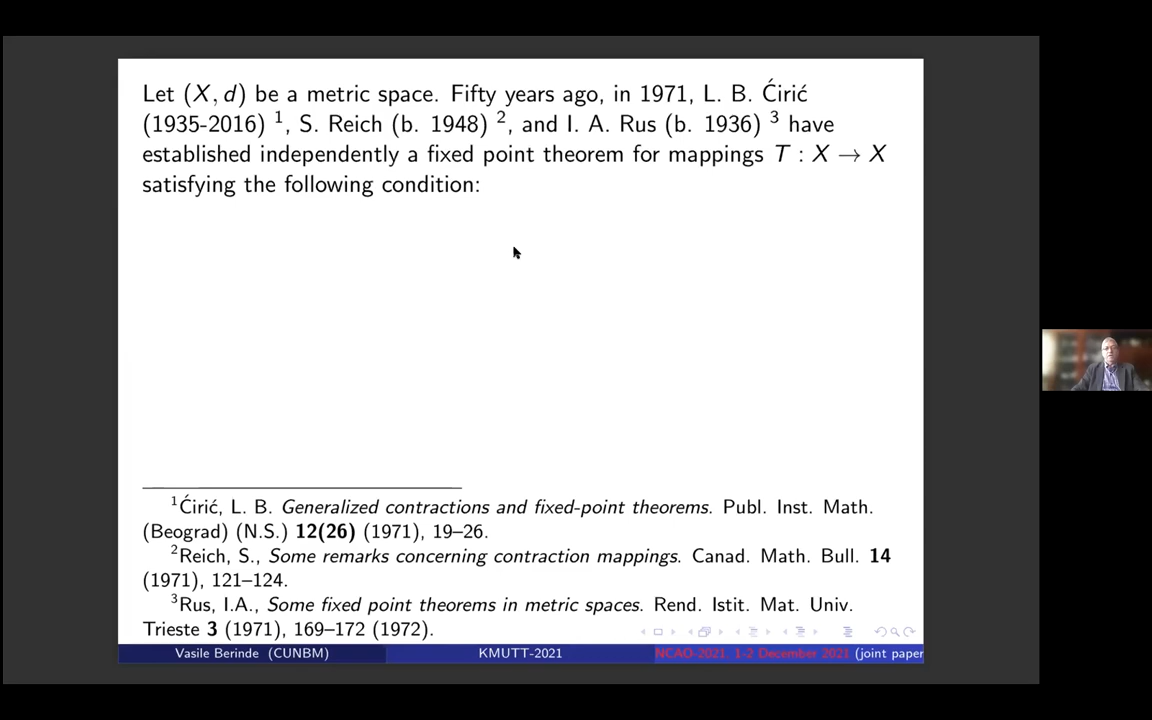 Let (X, d) be a metric space. Fifty years ago, in 1971, L. B. Ćirić
(1935-2016) ¹, S. Reich (b. 1948) ², and I. A. Rus (b. 1936) ³ have
established independently a fixed point theorem for mappings T : X → X
satisfying the following condition:
¹Ćirić, L. B. Generalized contractions and fixed-point theorems. Publ. Inst. Math.
(Beograd) (N.S.) 12(26) (1971), 19–26.
²Reich, S., Some remarks concerning contraction mappings. Canad. Math. Bull. 14
(1971), 121–124.
³Rus, I.A., Some fixed point theorems in metric spaces. Rend. Istit. Mat. Univ.
Trieste 3 (1971), 169–172 (1972).
Vasile Berinde (CUNBM) KMUTT-2021 NCAO-2021, 1-2 December 2021 (joint paper